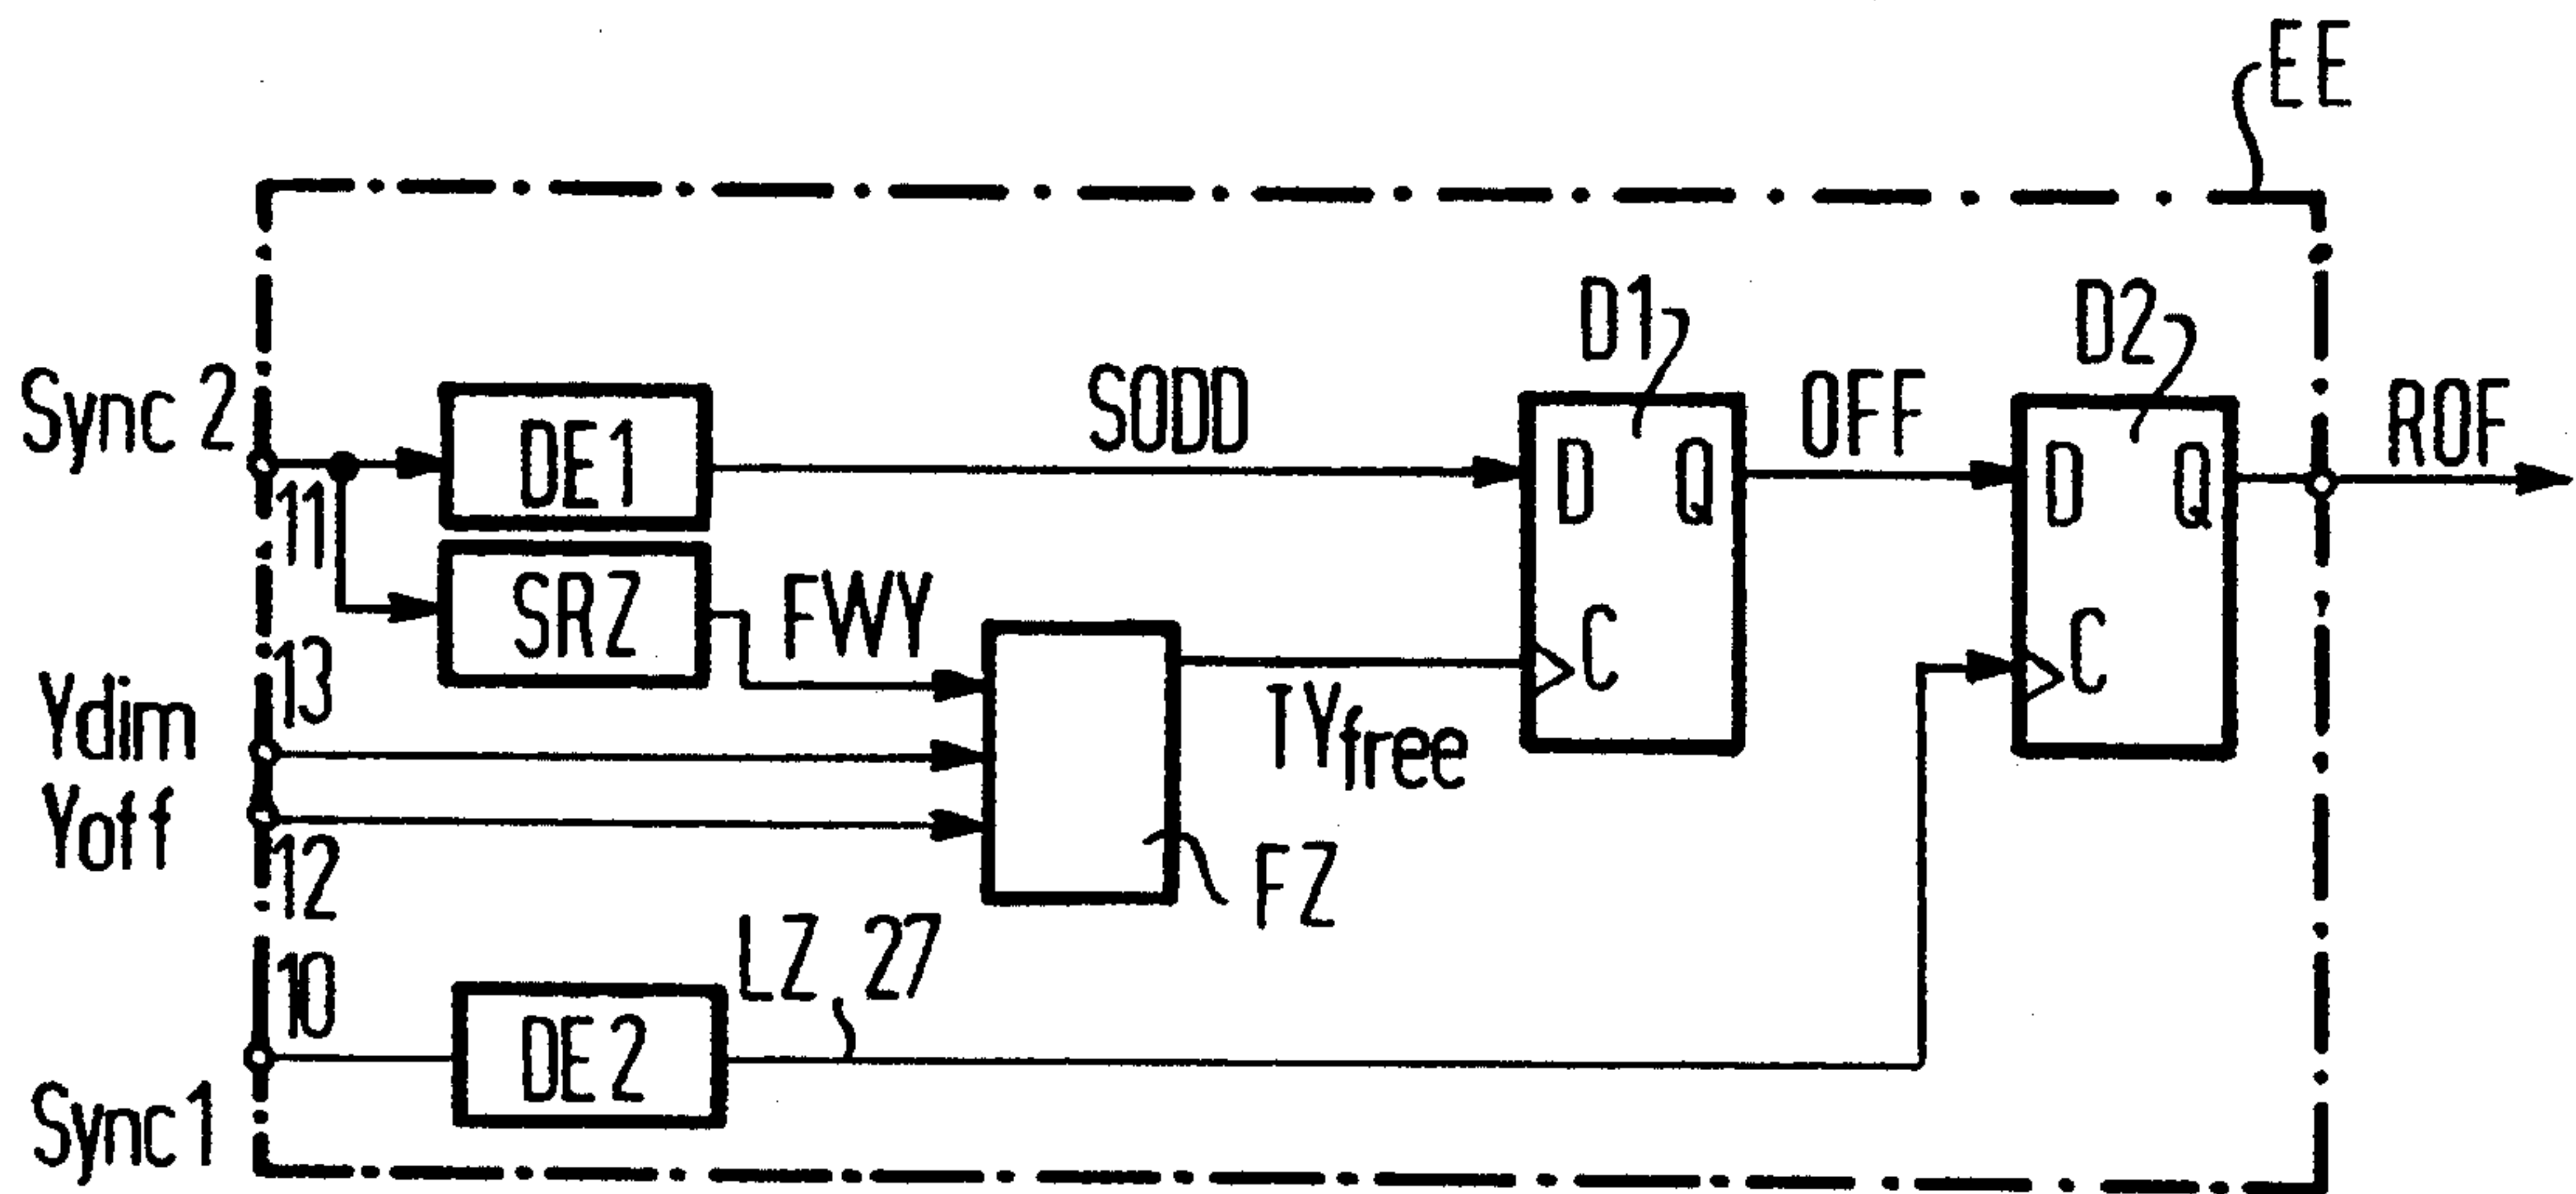 EE
D1
D2
Sync 2
DE1
SODD
OFF
ROF
D Q
D Q
11
SRZ
FWY
C
C
13
Ydim
TYfree
Yoff
12
FZ
LZ, 27
10
DE2
Sync1